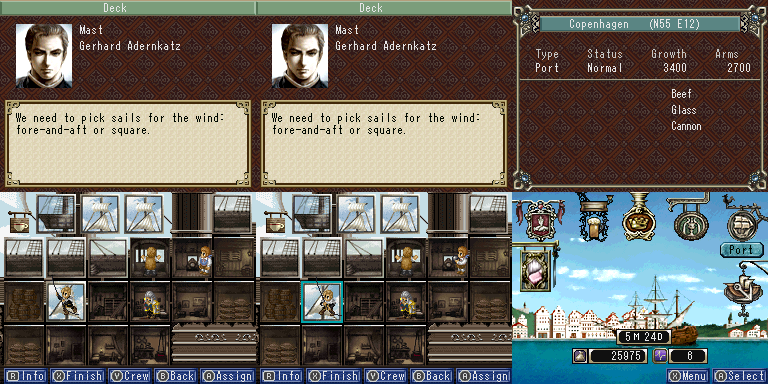 Deck
Mast
Gerhard Adernkatz
We need to pick sails for the wind:
fore-and-aft or square.
R Info X Finish Y Crew B Back A Assign
Deck
Mast
Gerhard Adernkatz
We need to pick sails for the wind:
fore-and-aft or square.
R Info X Finish Y Crew B Back A Assign
Copenhagen (N55 E12)
Type Status Growth Arms
Port Normal 3400 2700
Beef
Glass
Cannon
Port
5 M 24 D
25975 6
X Menu A Select